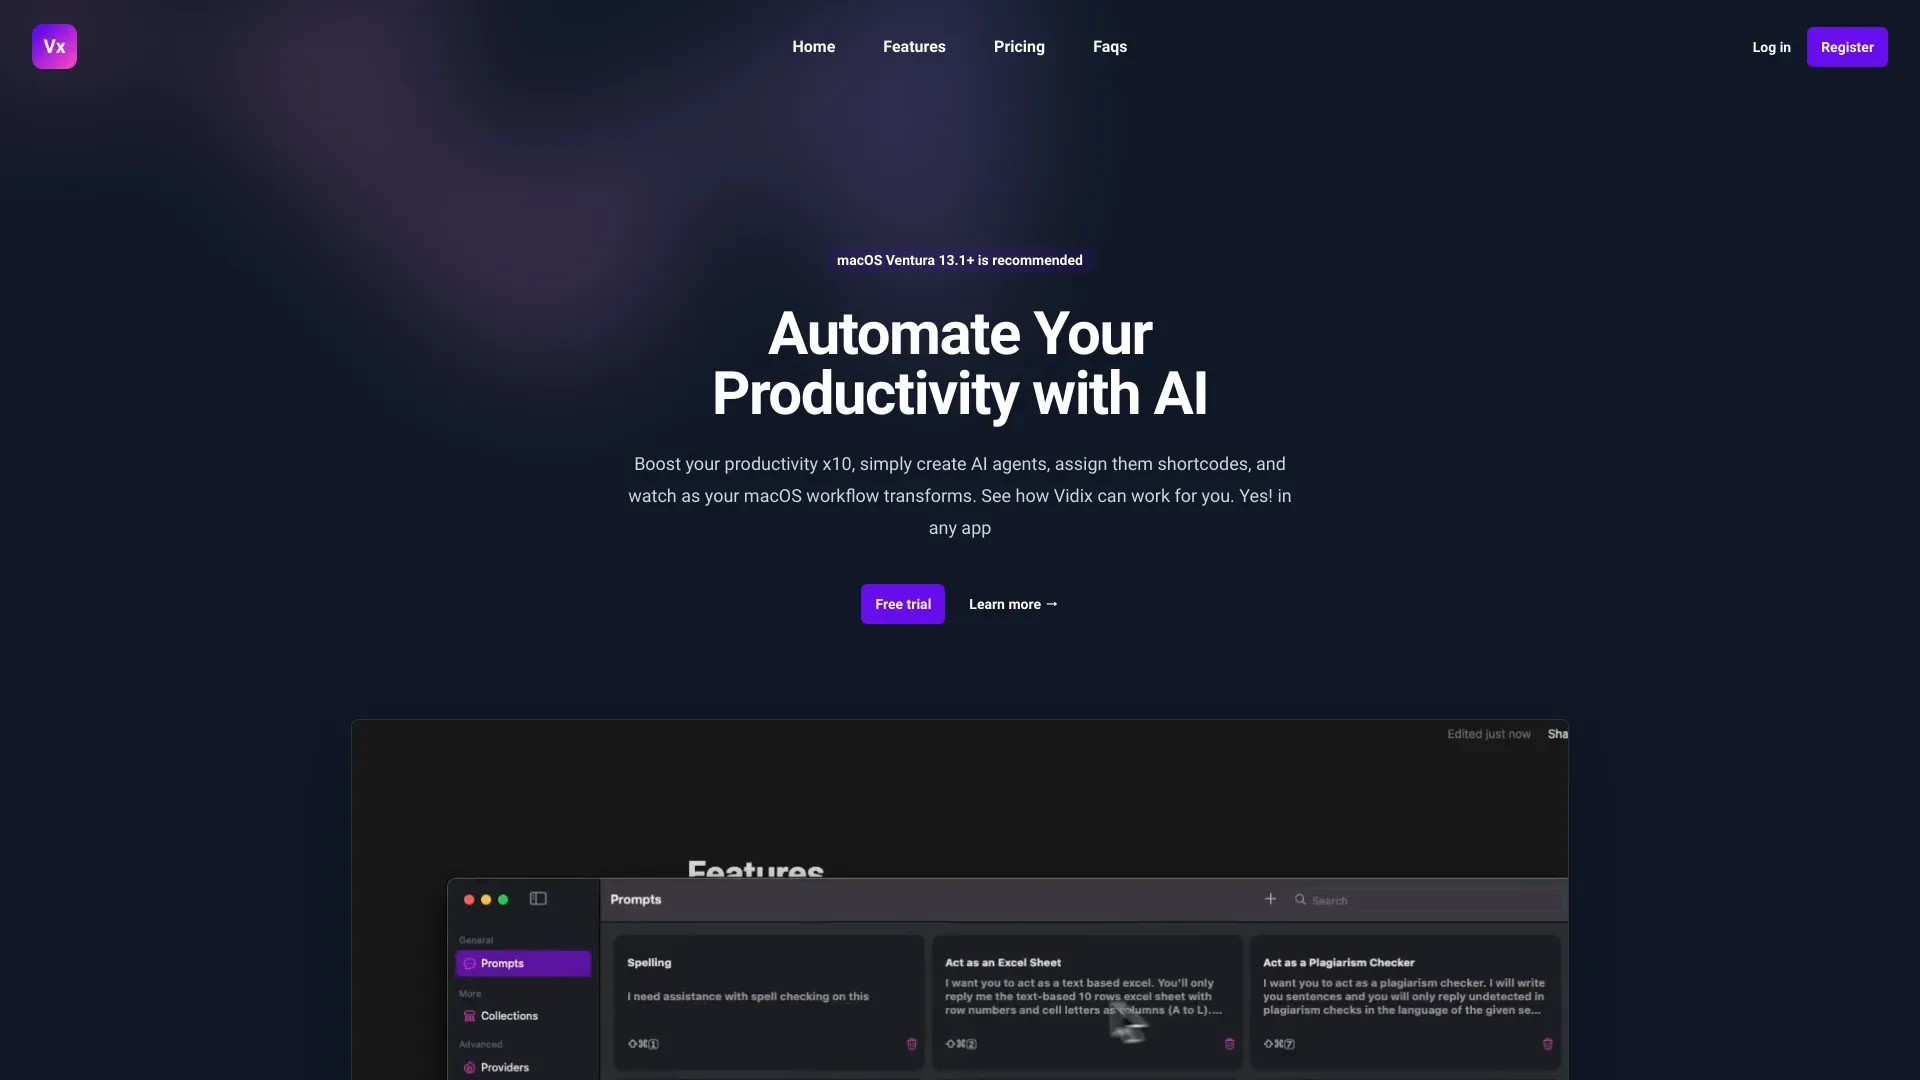 Vx
Home
Features
Pricing
Faqs
Log in
Register
macOS Ventura 13.1+ is recommended
Automate Your
Productivity with AI
Boost your productivity x10, simply create AI agents, assign them shortcodes, and
watch as your macOS workflow transforms. See how Vidix can work for you. Yes! in
any app
Free trial
Learn more →
Edited just now
Sha
Features
Prompts
Search
General
Prompts
More
Collections
Advanced
Providers
Spelling
I need assistance with spell checking on this
⇧⌘①
Act as an Excel Sheet
I want you to act as a text based excel. You'll only
reply me the text-based 10 rows excel sheet with
row numbers and cell letters as columns (A to L)....
⇧⌘②
Act as a Plagiarism Checker
I want you to act as a plagiarism checker. I will write
you sentences and you will only reply undetected in
plagiarism checks in the language of the given se...
⇧⌘⑦